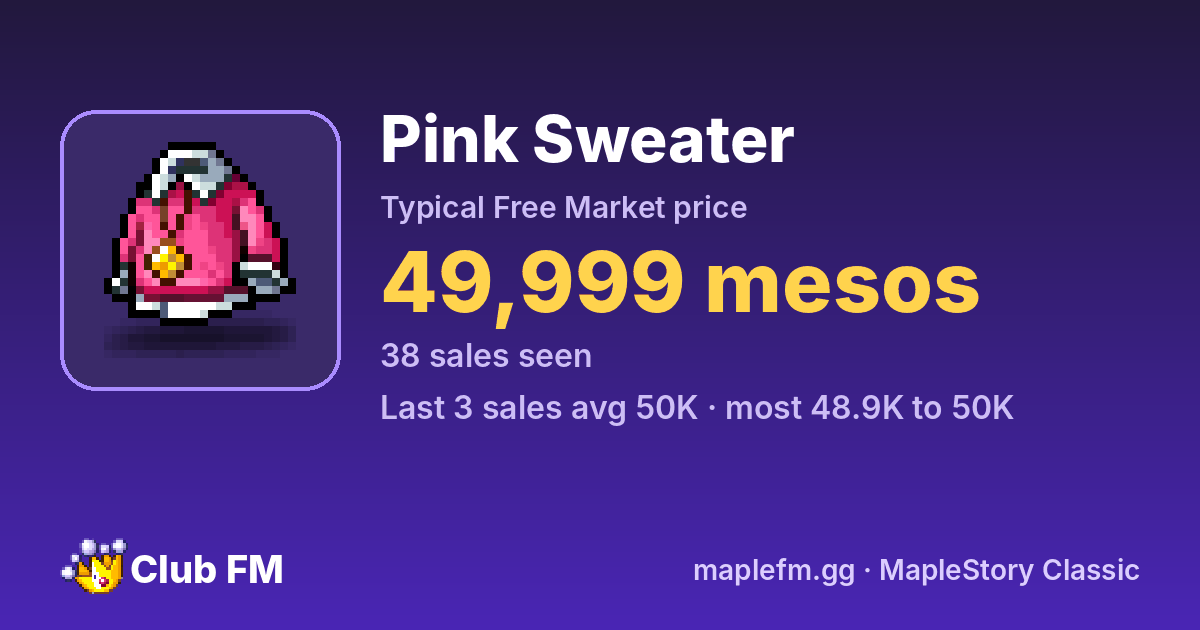 Pink Sweater
Typical Free Market price
49,999 mesos
38 sales seen
Last 3 sales avg 50K · most 48.9K to 50K
Club FM
maplefm.gg · MapleStory Classic